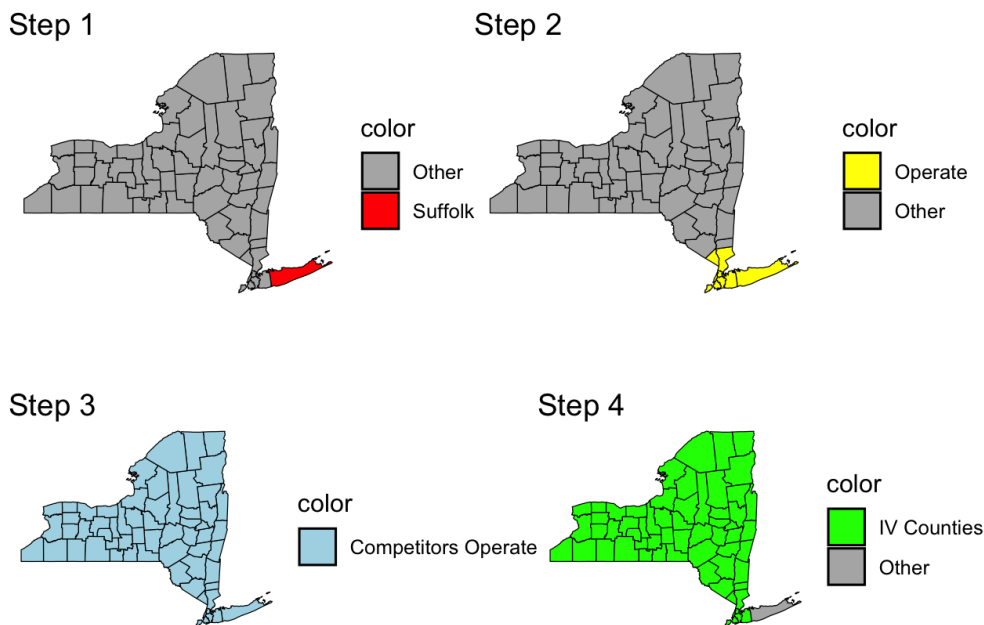 Step 1
color
Other
Suffolk
Step 2
color
Operate
Other
Step 3
color
Competitors Operate
Step 4
color
IV Counties
Other